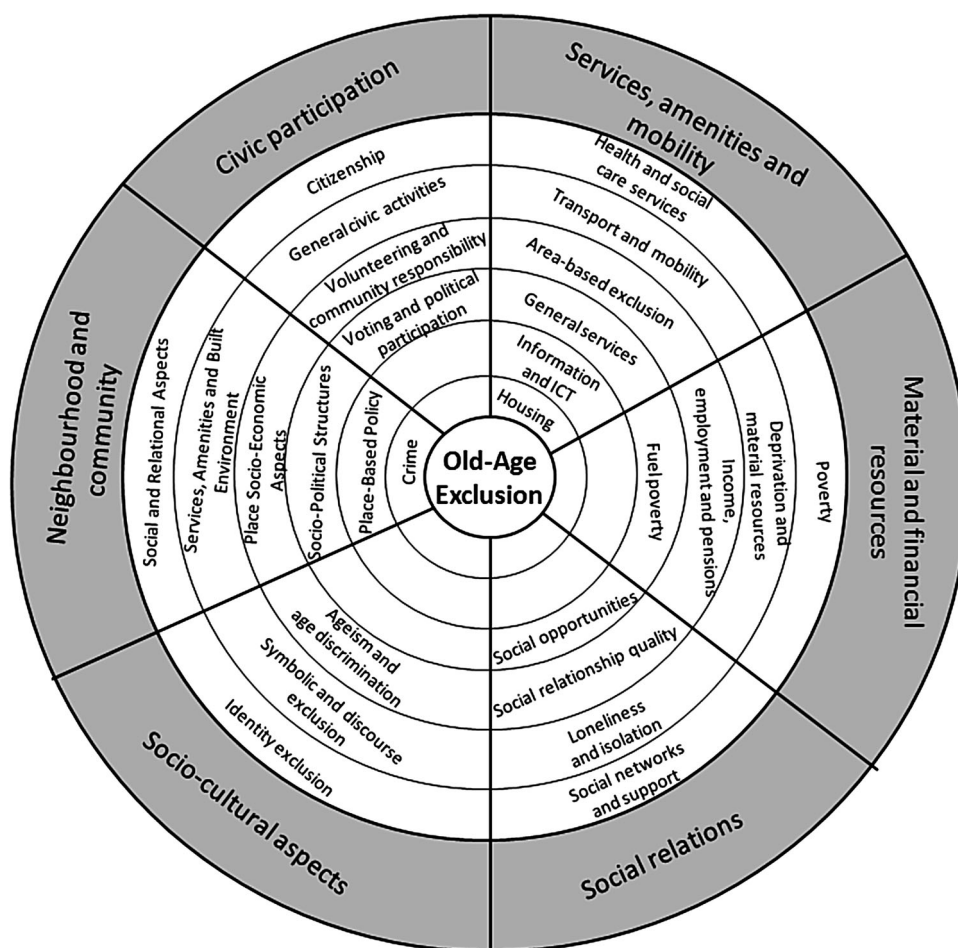 Civic participation
Citizenship
General civic activities
Volunteering and
community responsibility
Voting and political
participation
Services, amenities and
mobility
Health and social
care services
Transport and mobility
Area-based exclusion
General services
Information
and ICT
Housing
Material and financial
resources
Poverty
Deprivation and
material resources
Income,
employment and pensions
Fuel poverty
Social relations
Social networks
and support
Loneliness
and isolation
Social relationship quality
Social opportunities
Socio-cultural aspects
Identity exclusion
Symbolic and discourse
exclusion
Ageism and
age discrimination
Neighbourhood and
community
Social and Relational Aspects
Services, Amenities and Built
Environment
Place Socio-Economic
Aspects
Socio-Political Structures
Place-Based Policy
Crime
Old-Age
Exclusion